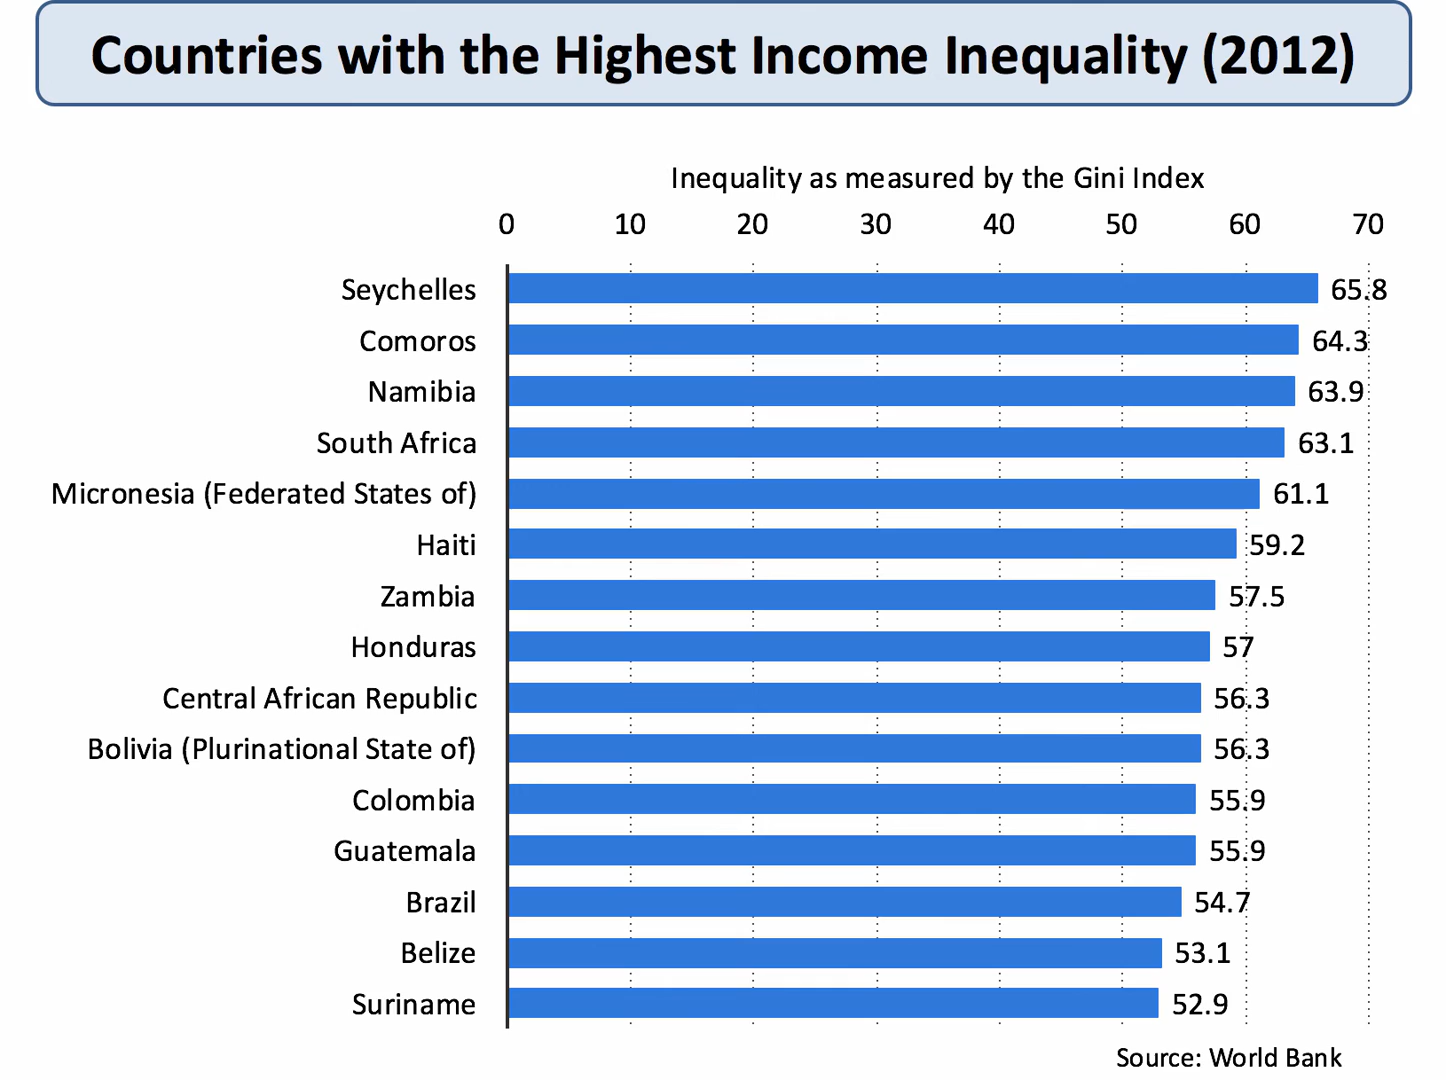 Countries with the Highest Income Inequality (2012)
Inequality as measured by the Gini Index
0 10 20 30 40 50 60 70
Seychelles 65.8
Comoros 64.3
Namibia 63.9
South Africa 63.1
Micronesia (Federated States of) 61.1
Haiti 59.2
Zambia 57.5
Honduras 57
Central African Republic 56.3
Bolivia (Plurinational State of) 56.3
Colombia 55.9
Guatemala 55.9
Brazil 54.7
Belize 53.1
Suriname 52.9
Source: World Bank